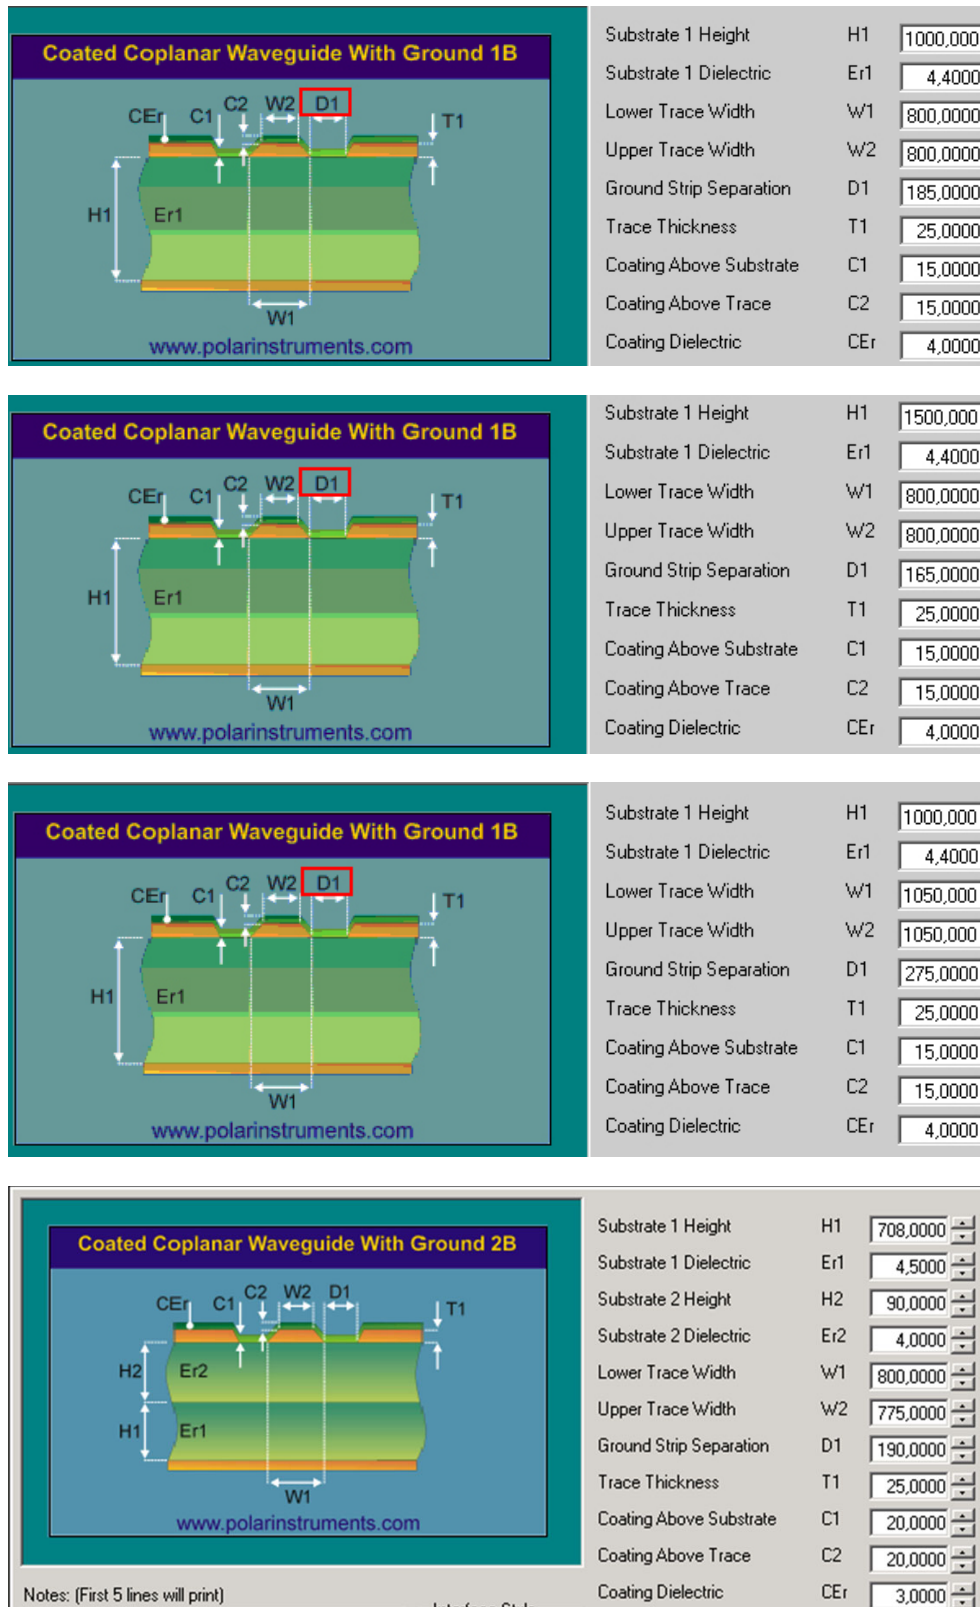 Coated Coplanar Waveguide With Ground 1B
CEr C1 C2 W2 D1 T1
H1 Er1
W1
www.polarinstruments.com
Substrate 1 Height H1 1000,000
Substrate 1 Dielectric Er1 4,4000
Lower Trace Width W1 800,0000
Upper Trace Width W2 800,0000
Ground Strip Separation D1 185,0000
Trace Thickness T1 25,0000
Coating Above Substrate C1 15,0000
Coating Above Trace C2 15,0000
Coating Dielectric CEr 4,0000
Coated Coplanar Waveguide With Ground 1B
CEr C1 C2 W2 D1 T1
H1 Er1
W1
www.polarinstruments.com
Substrate 1 Height H1 1500,000
Substrate 1 Dielectric Er1 4,4000
Lower Trace Width W1 800,0000
Upper Trace Width W2 800,0000
Ground Strip Separation D1 165,0000
Trace Thickness T1 25,0000
Coating Above Substrate C1 15,0000
Coating Above Trace C2 15,0000
Coating Dielectric CEr 4,0000
Coated Coplanar Waveguide With Ground 1B
CEr C1 C2 W2 D1 T1
H1 Er1
W1
www.polarinstruments.com
Substrate 1 Height H1 1000,000
Substrate 1 Dielectric Er1 4,4000
Lower Trace Width W1 1050,000
Upper Trace Width W2 1050,000
Ground Strip Separation D1 275,0000
Trace Thickness T1 25,0000
Coating Above Substrate C1 15,0000
Coating Above Trace C2 15,0000
Coating Dielectric CEr 4,0000
Coated Coplanar Waveguide With Ground 2B
CEr C1 C2 W2 D1 T1
H2 Er2
H1 Er1
W1
www.polarinstruments.com
Substrate 1 Height H1 708,0000
Substrate 1 Dielectric Er1 4,5000
Substrate 2 Height H2 90,0000
Substrate 2 Dielectric Er2 4,0000
Lower Trace Width W1 800,0000
Upper Trace Width W2 775,0000
Ground Strip Separation D1 190,0000
Trace Thickness T1 25,0000
Coating Above Substrate C1 20,0000
Coating Above Trace C2 20,0000
Coating Dielectric CEr 3,0000
Notes: (First 5 lines will print)